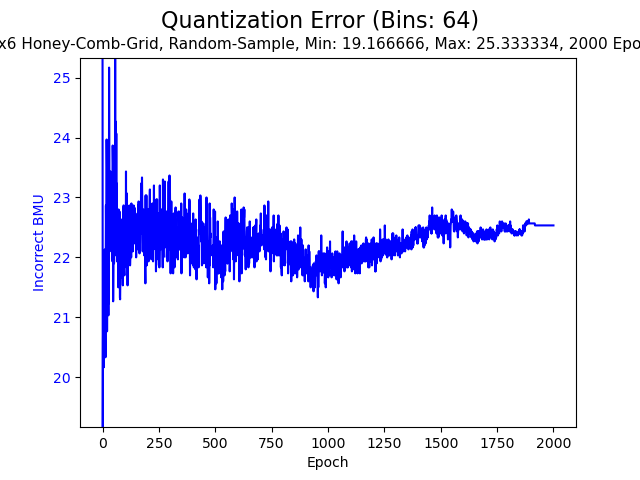 Quantization Error (Bins: 64)
x6 Honey-Comb-Grid, Random-Sample, Min: 19.166666, Max: 25.333334, 2000 Epo
25
24
23
22
21
20
Incorrect BMU
0 250 500 750 1000 1250 1500 1750 2000
Epoch